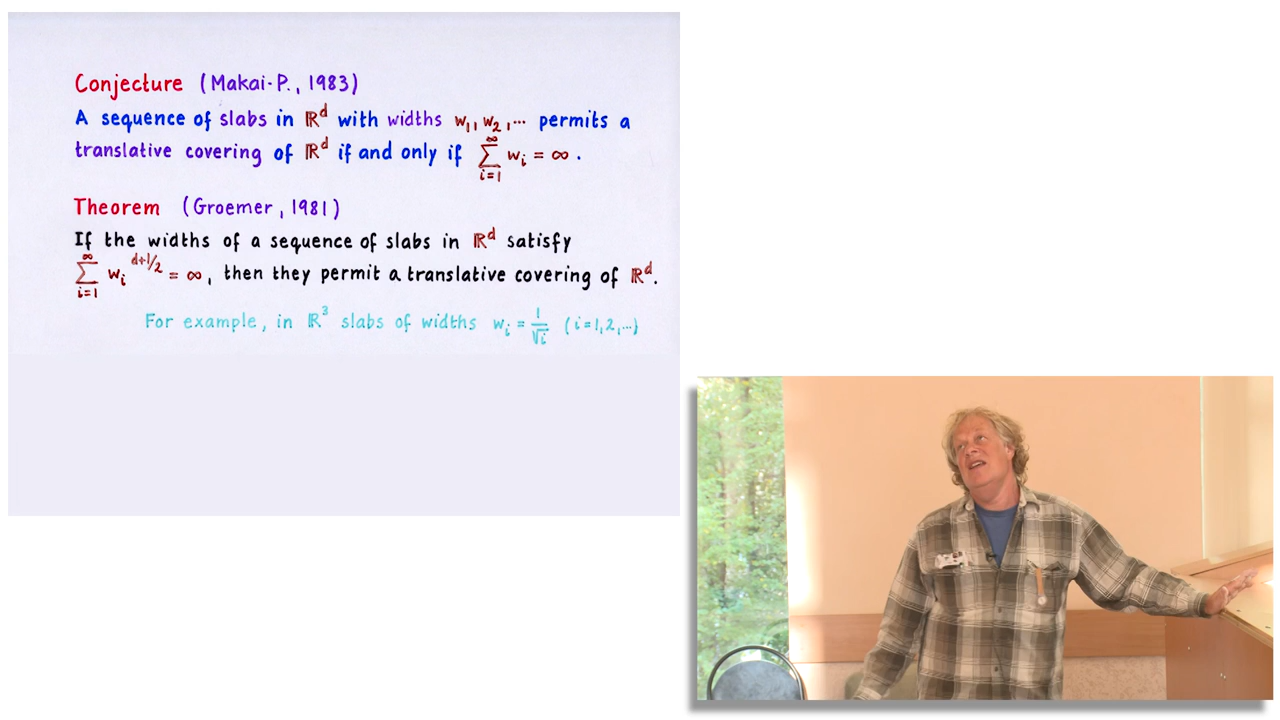 Conjecture (Makai-P., 1983)
A sequence of slabs in ℝ^d with widths w_1, w_2, ... permits a
translative covering of ℝ^d if and only if ∑_{i=1}^{∞} w_i = ∞.
Theorem (Groemer, 1981)
If the widths of a sequence of slabs in ℝ^d satisfy
∑_{i=1}^{∞} w_i^{d+1/2} = ∞, then they permit a translative covering of ℝ^d.
For example, in ℝ^3 slabs of widths w_i = 1/√i (i=1,2,...)